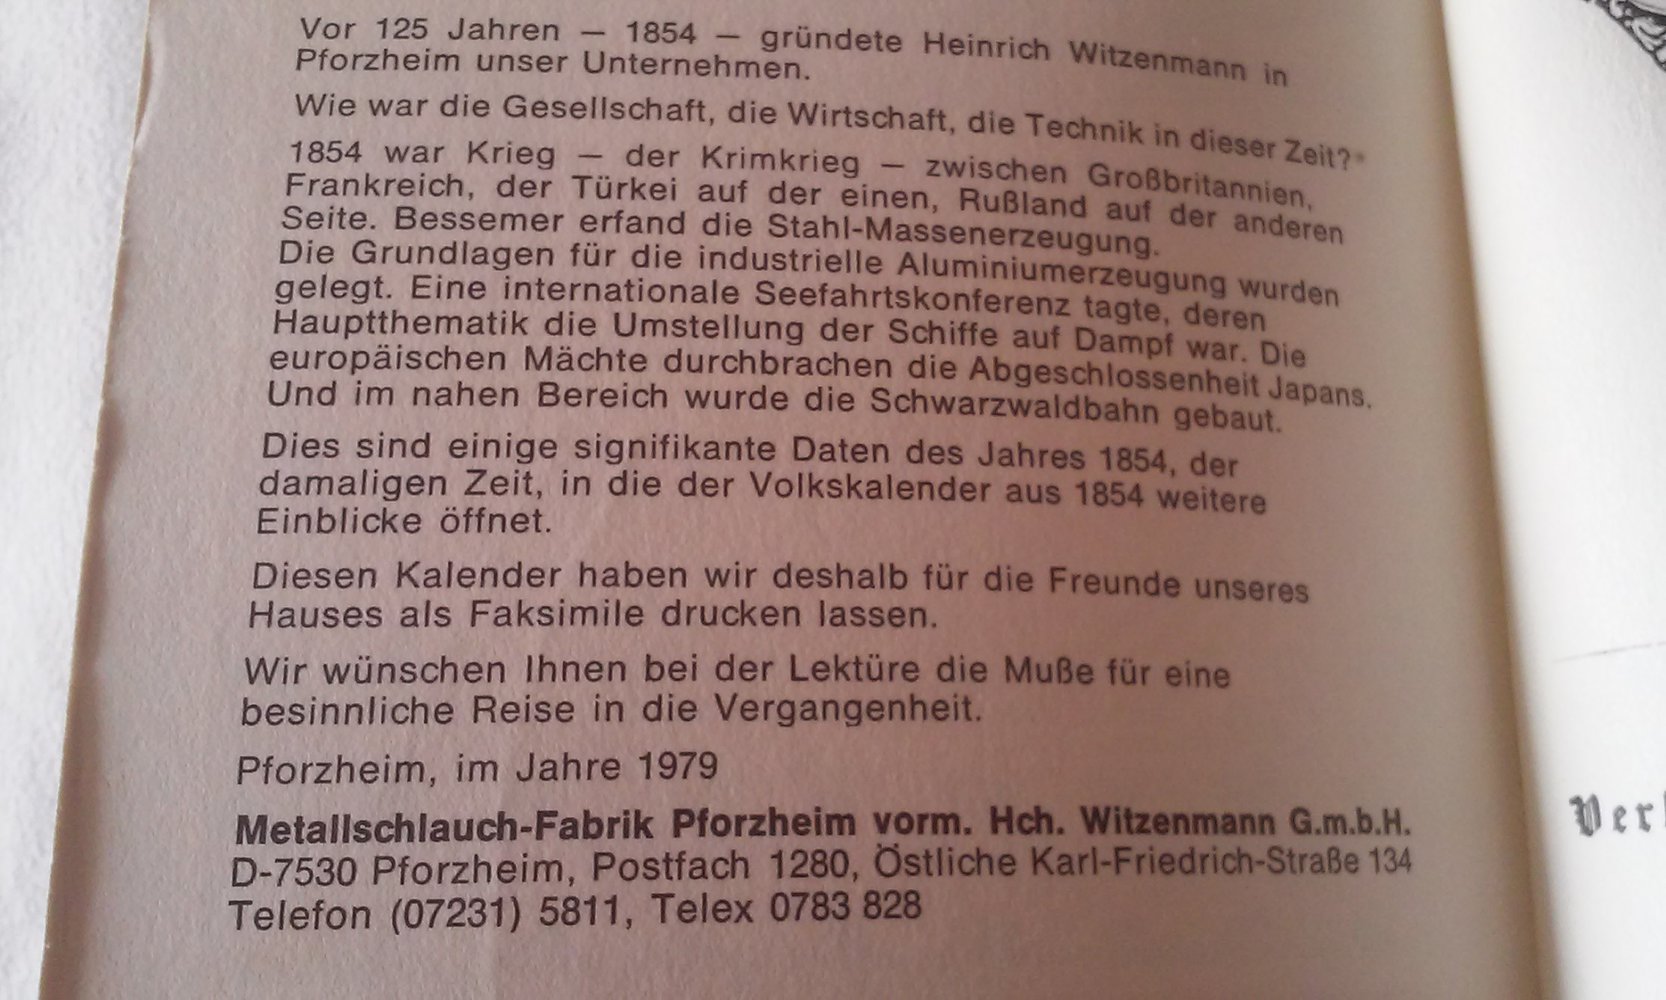 Vor 125 Jahren — 1854 — gründete Heinrich Witzenmann in
Pforzheim unser Unternehmen.
Wie war die Gesellschaft, die Wirtschaft, die Technik in dieser Zeit?
1854 war Krieg — der Krimkrieg — zwischen Großbritannien,
Frankreich, der Türkei auf der einen, Rußland auf der anderen
Seite. Bessemer erfand die Stahl-Massenerzeugung.
Die Grundlagen für die industrielle Aluminiumerzeugung wurden
gelegt. Eine internationale Seefahrtskonferenz tagte, deren
Hauptthematik die Umstellung der Schiffe auf Dampf war. Die
europäischen Mächte durchbrachen die Abgeschlossenheit Japans.
Und im nahen Bereich wurde die Schwarzwaldbahn gebaut.
Dies sind einige signifikante Daten des Jahres 1854, der
damaligen Zeit, in die der Volkskalender aus 1854 weitere
Einblicke öffnet.
Diesen Kalender haben wir deshalb für die Freunde unseres
Hauses als Faksimile drucken lassen.
Wir wünschen Ihnen bei der Lektüre die Muße für eine
besinnliche Reise in die Vergangenheit.
Pforzheim, im Jahre 1979
Metallschlauch-Fabrik Pforzheim vorm. Hch. Witzenmann G.m.b.H.
D-7530 Pforzheim, Postfach 1280, Östliche Karl-Friedrich-Straße 134
Telefon (07231) 5811, Telex 0783 828